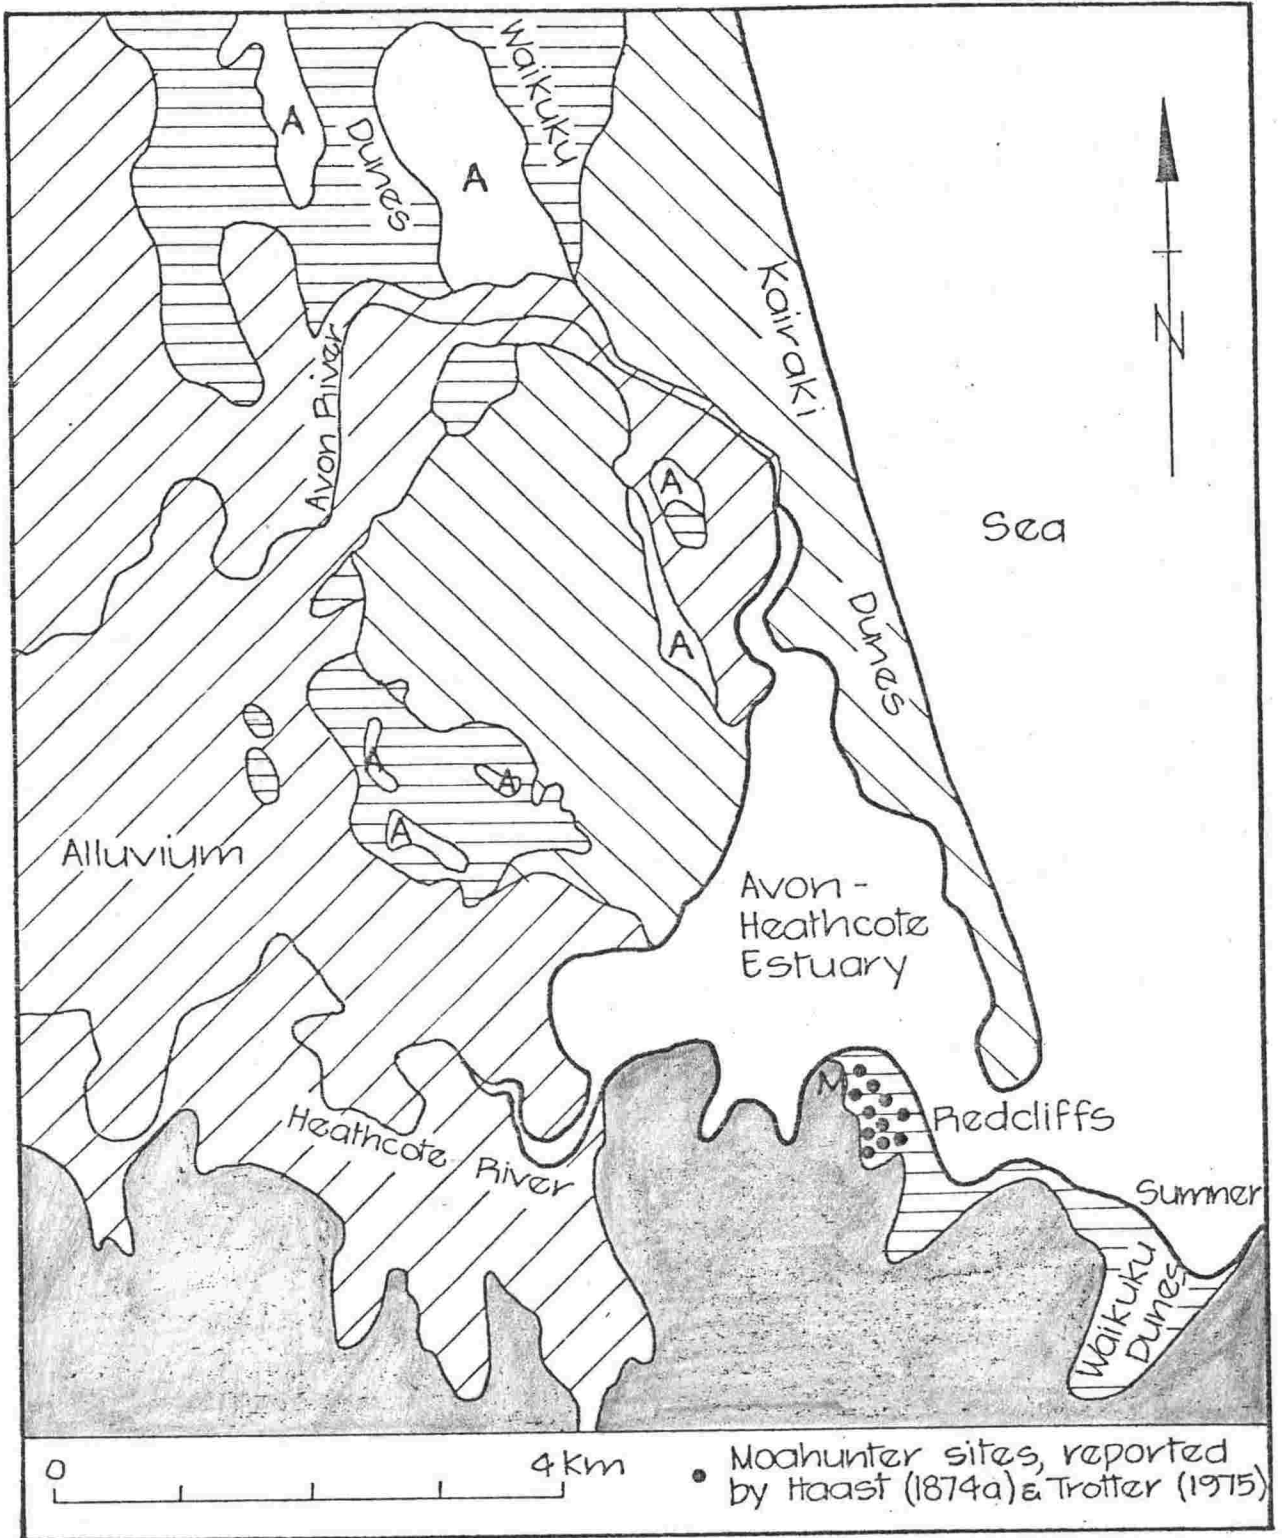 Waikuku
A
Dunes
A
Kairaki
N
Avon River
A
Sea
Dunes
A
A
A
A
Alluvium
Avon -
Heathcote
Estuary
M
Redcliffs
Heathcote River
Sumner
Waikuku
Dunes
0 4 Km
Moahunter sites, reported
by Haast (1874a) & Trotter (1975)